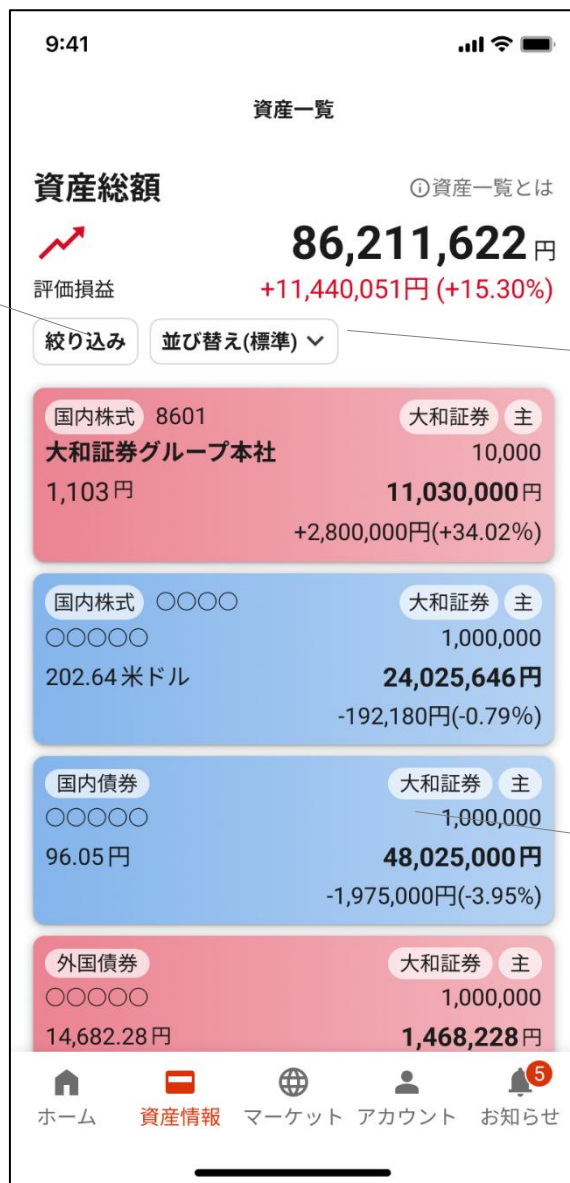 9:41
資産一覧
資産総額 ⓘ資産一覧とは
86,211,622 円
評価損益 +11,440,051円 (+15.30%)
絞り込み 並び替え(標準)
国内株式 8601 大和証券 主
大和証券グループ本社 10,000
1,103円 11,030,000円
+2,800,000円(+34.02%)
国内株式 〇〇〇〇 大和証券 主
〇〇〇〇〇 1,000,000
202.64米ドル 24,025,646円
-192,180円(-0.79%)
国内債券 大和証券 主
〇〇〇〇〇 1,000,000
96.05円 48,025,000円
-1,975,000円(-3.95%)
外国債券 大和証券 主
〇〇〇〇〇 1,000,000
14,682.28円 1,468,228円
5
ホーム 資産情報 マーケット アカウント お知らせ